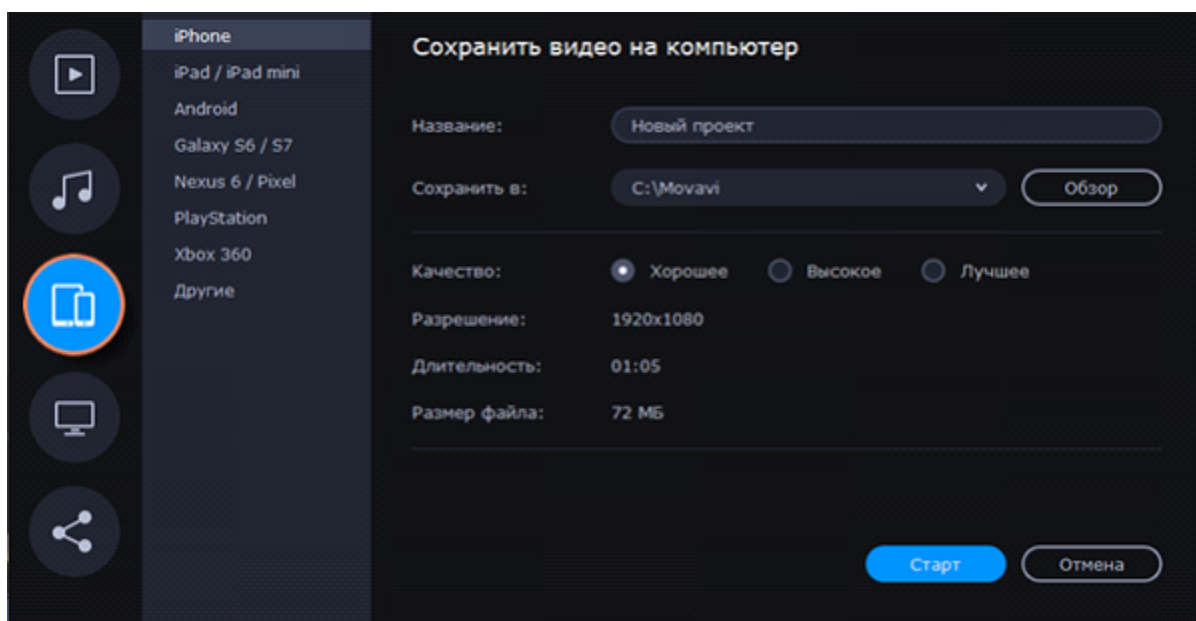 iPhone
iPad / iPad mini
Android
Galaxy S6 / S7
Nexus 6 / Pixel
PlayStation
Xbox 360
Другие
Сохранить видео на компьютер
Название: Новый проект
Сохранить в: C:\Movavi Обзор
Качество: Хорошее Высокое Лучшее
Разрешение: 1920x1080
Длительность: 01:05
Размер файла: 72 МБ
Старт Отмена